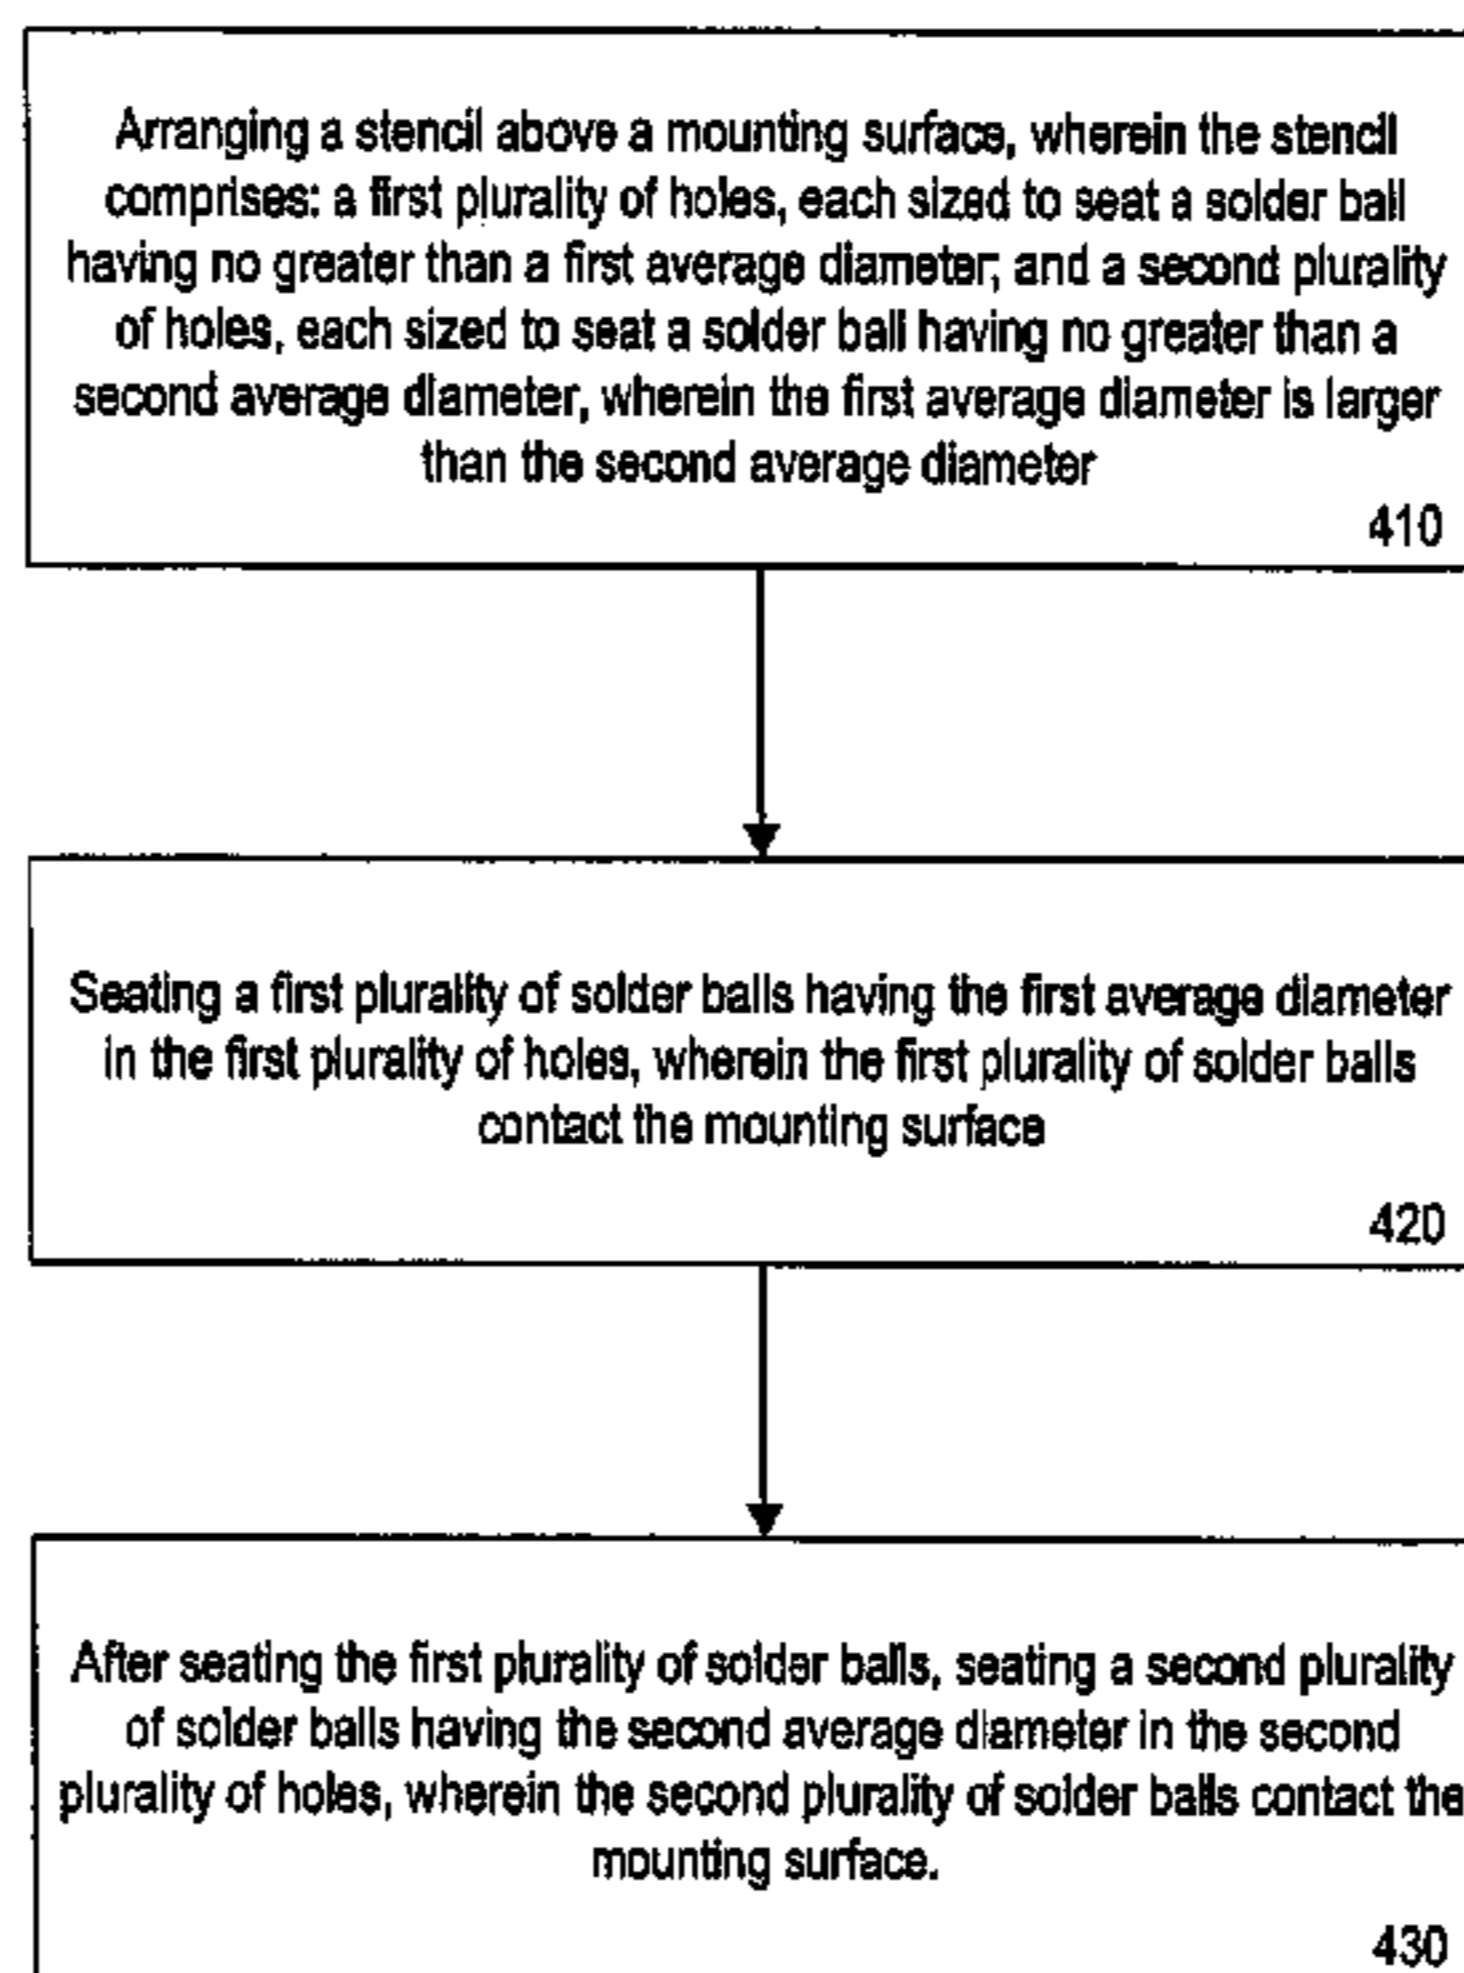 Arranging a stencil above a mounting surface, wherein the stencil
comprises: a first plurality of holes, each sized to seat a solder ball
having no greater than a first average diameter; and a second plurality
of holes, each sized to seat a solder ball having no greater than a
second average diameter, wherein the first average diameter is larger
than the second average diameter
410
Seating a first plurality of solder balls having the first average diameter
in the first plurality of holes, wherein the first plurality of solder balls
contact the mounting surface
420
After seating the first plurality of solder balls, seating a second plurality
of solder balls having the second average diameter in the second
plurality of holes, wherein the second plurality of solder balls contact the
mounting surface.
430